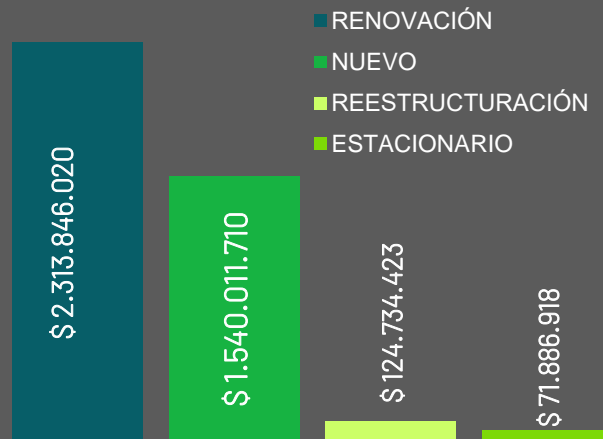 RENOVACIÓN
NUEVO
REESTRUCTURACIÓN
ESTACIONARIO
$ 2.313.846.020
$ 1.540.011.710
$ 124.734.423
$ 71.886.918